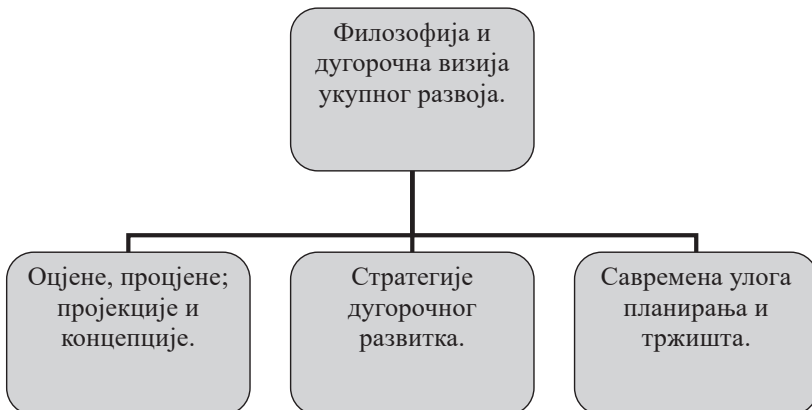 Филозофија и
дугорочна визија
укупног развоја.
Оцјене, процјене;
пројекције и
концепције.
Стратегије
дугорочног
развитка.
Савремена улога
планирања и
тржишта.